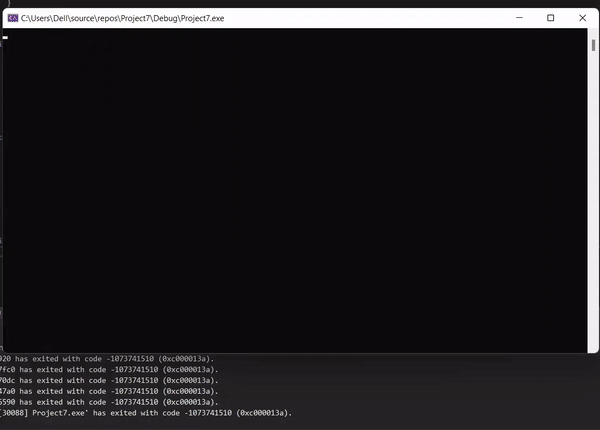 C:\Users\Dell\source\repos\Project7\Debug\Project7.exe
920 has exited with code -1073741510 (0xc000013a).
7fc0 has exited with code -1073741510 (0xc000013a).
70dc has exited with code -1073741510 (0xc000013a).
47a0 has exited with code -1073741510 (0xc000013a).
6590 has exited with code -1073741510 (0xc000013a).
[30088] Project7.exe' has exited with code -1073741510 (0xc000013a).